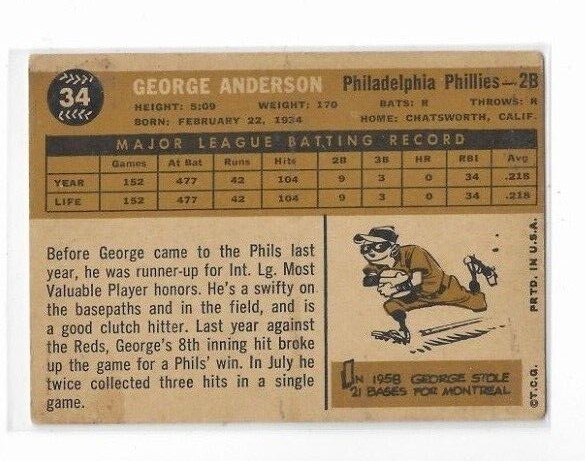 34
GEORGE ANDERSON Philadelphia Phillies—2B
HEIGHT: 5:09 WEIGHT: 170 BATS: R THROWS: R
BORN: FEBRUARY 22, 1934 HOME: CHATSWORTH, CALIF.
MAJOR LEAGUE BATTING RECORD
Games At Bat Runs Hits 2B 3B HR RBI Avg
YEAR 152 477 42 104 9 3 0 34 .218
LIFE 152 477 42 104 9 3 0 34 .218
Before George came to the Phils last
year, he was runner-up for Int. Lg. Most
Valuable Player honors. He's a swifty on
the basepaths and in the field, and is
a good clutch hitter. Last year against
the Reds, George's 8th inning hit broke
up the game for a Phils' win. In July he
twice collected three hits in a single
game.
IN 1958 GEORGE STOLE
21 BASES FOR MONTREAL
©T.C.G. PRTD. IN U.S.A.